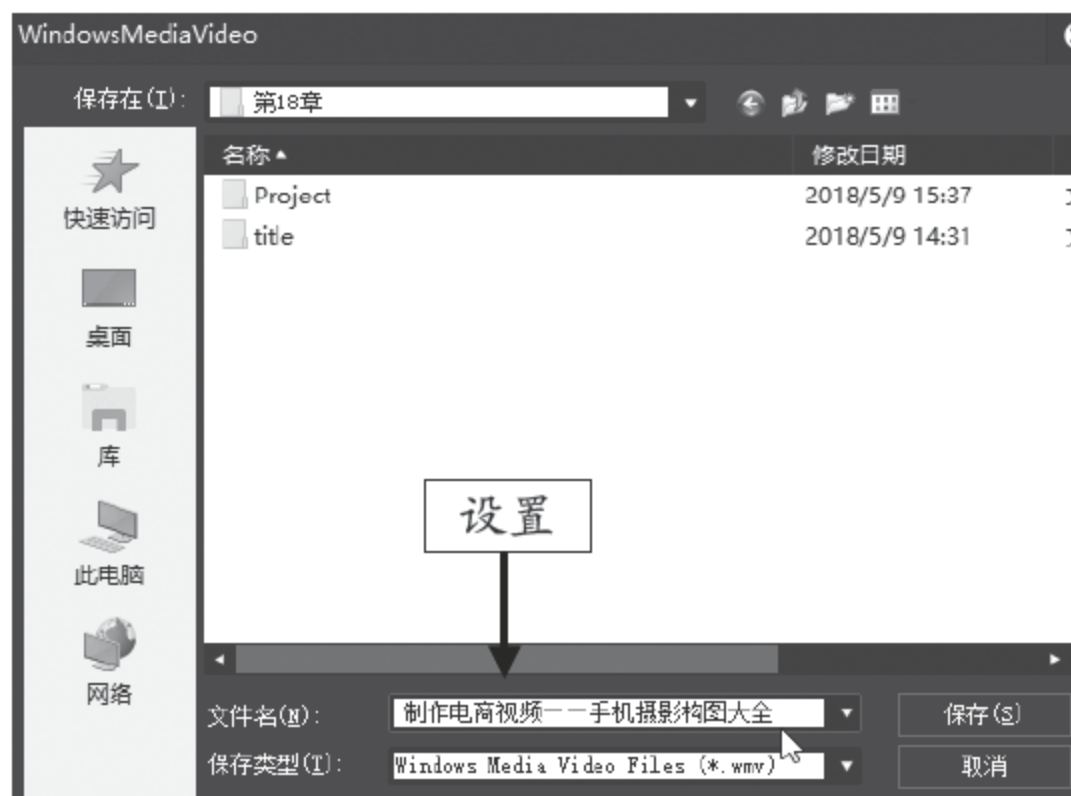 WindowsMediaVideo
保存在(I): 第18章
名称 修改日期
Project 2018/5/9 15:37
title 2018/5/9 14:31
快速访问
桌面
库
此电脑
网络
设置
文件名(N): 制作电商视频——手机摄影构图大全 保存(S)
保存类型(T): Windows Media Video Files (*.wmv) 取消